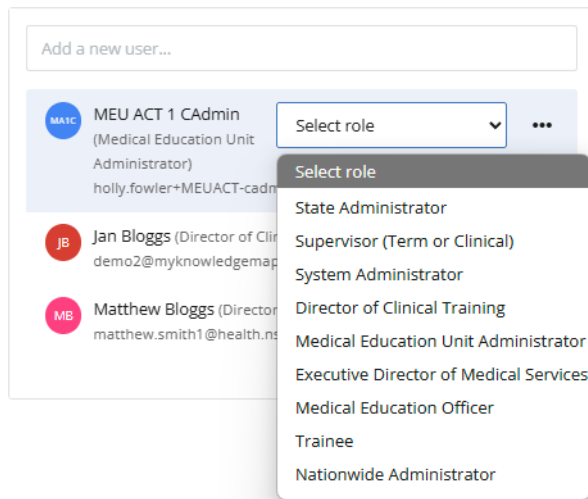 Add a new user...
MA1C
MEU ACT 1 CAdmin
(Medical Education Unit
Administrator)
holly.fowler+MEUACT-cadm
Select role
•••
Select role
State Administrator
Supervisor (Term or Clinical)
System Administrator
Director of Clinical Training
Medical Education Unit Administrator
Executive Director of Medical Services
Medical Education Officer
Trainee
Nationwide Administrator
JB
Jan Bloggs (Director of Clin
demo2@myknowledgemap
MB
Matthew Bloggs (Director
matthew.smith1@health.ns